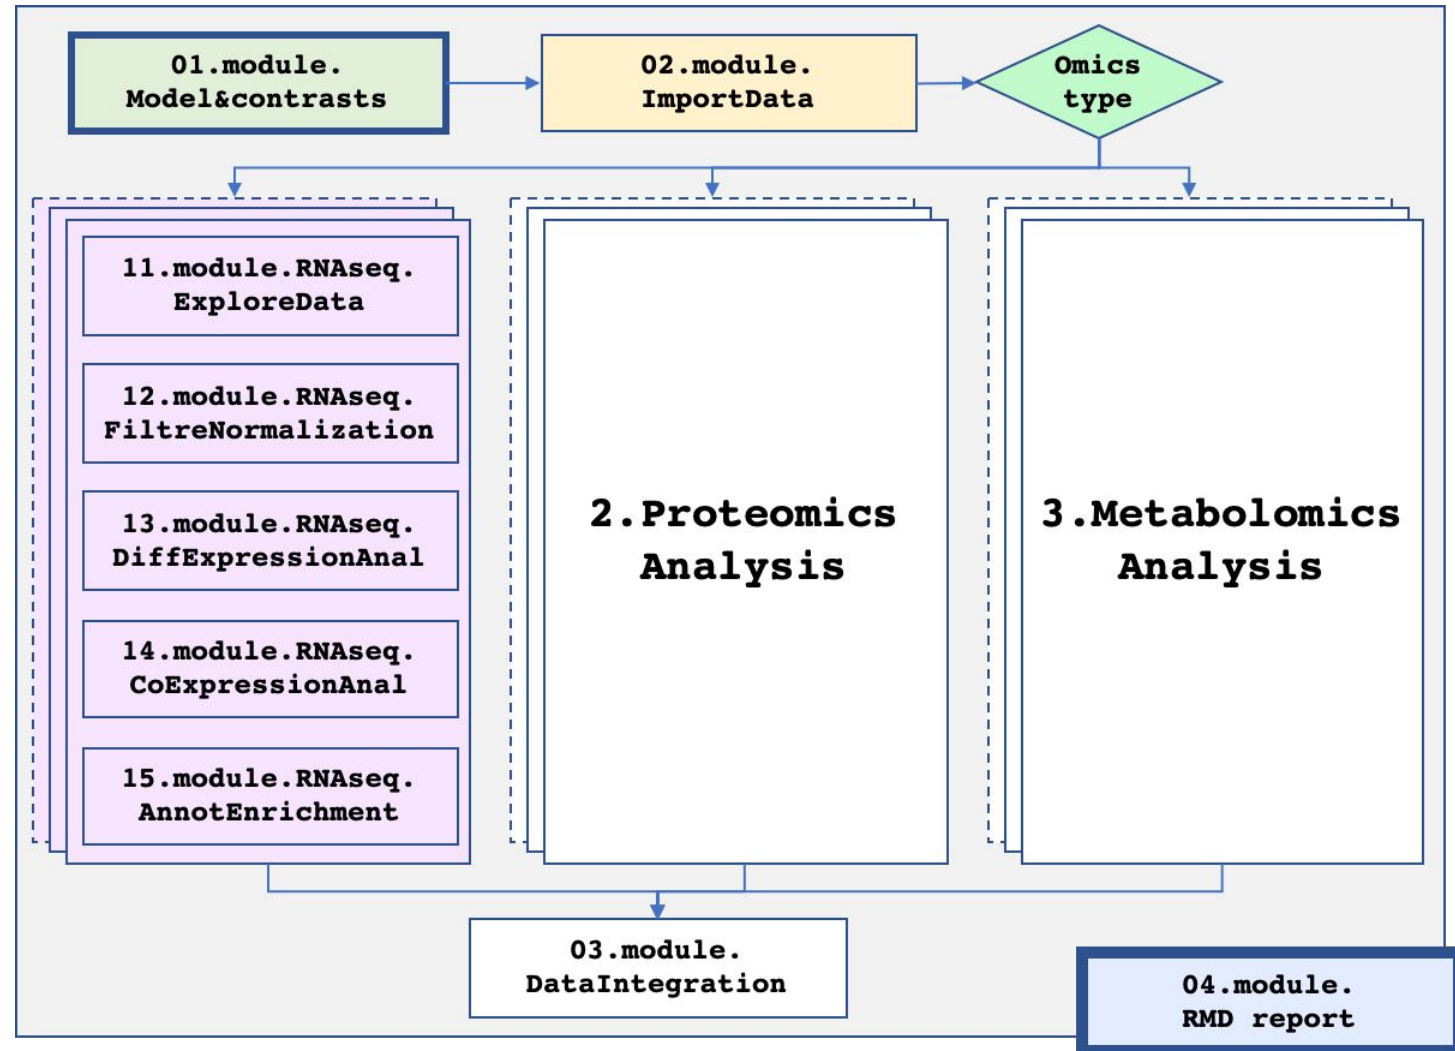 01.module.
Model&contrasts
02.module.
ImportData
Omics
type
11.module.RNAseq.
ExploreData
12.module.RNAseq.
FiltreNormalization
13.module.RNAseq.
DiffExpressionAnal
14.module.RNAseq.
CoExpressionAnal
15.module.RNAseq.
AnnotEnrichment
2.Proteomics
Analysis
3.Metabolomics
Analysis
03.module.
DataIntegration
04.module.
RMD report